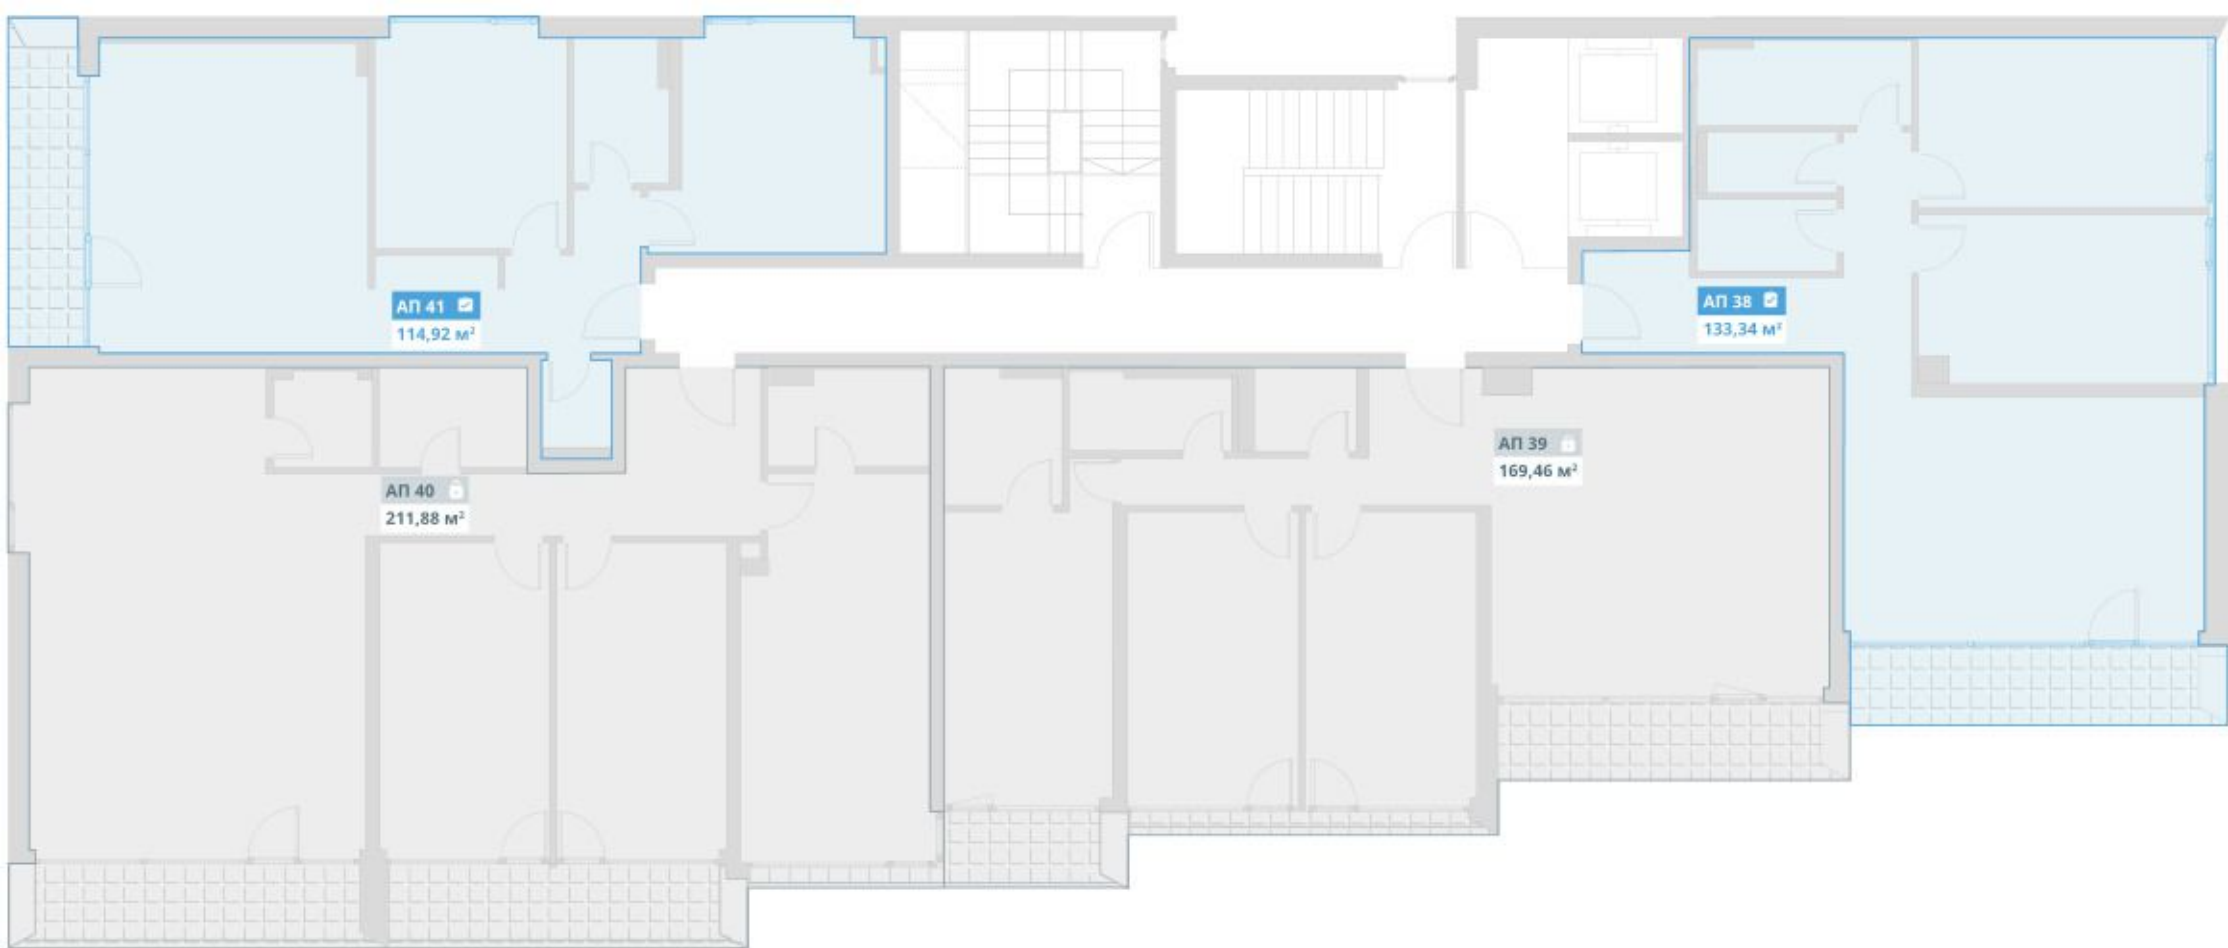 АП 41
114,92 м²
АП 38
133,34 м²
АП 39
169,46 м²
АП 40
211,88 м²